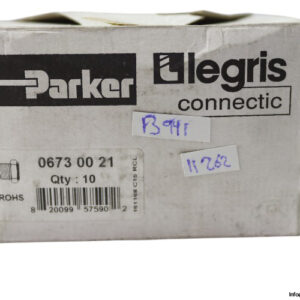 Parker
legris
connectic
B941
11262
0673 00 21
Qty : 10
ROHS
8 20099 57590 2